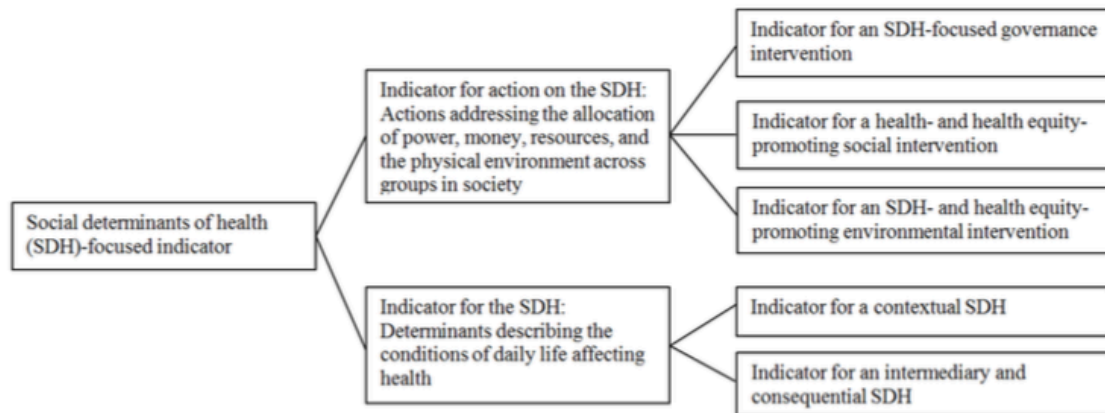 Social determinants of health
(SDH)-focused indicator
Indicator for action on the SDH:
Actions addressing the allocation
of power, money, resources, and
the physical environment across
groups in society
Indicator for an SDH-focused governance
intervention
Indicator for a health- and health equity-
promoting social intervention
Indicator for an SDH- and health equity-
promoting environmental intervention
Indicator for the SDH:
Determinants describing the
conditions of daily life affecting
health
Indicator for a contextual SDH
Indicator for an intermediary and
consequential SDH